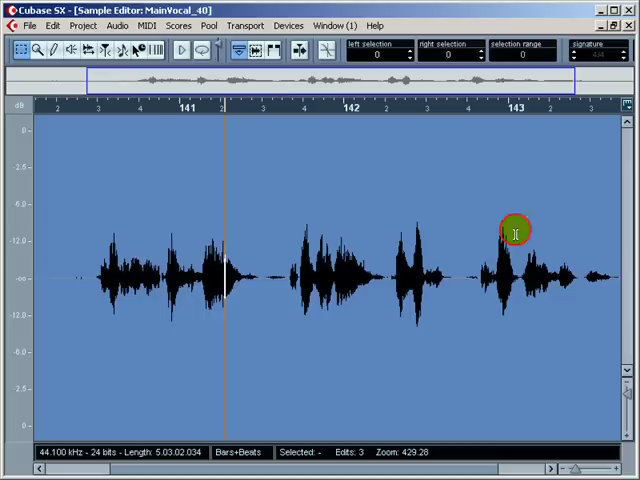 Cubase SX - [Sample Editor: MainVocal_40]
File Edit Project Audio MIDI Scores Pool Transport Devices Window (1) Help
left selection right selection selection range signature
0 0 0 4/4
dB 2 3 141 2 3 142 2 3 143 2 3
0
-2.5
-6.0
-12.0
-∞
-12.0
-6.0
-2.5
0
44.100 kHz - 24 bits - Length: 5.03.02.034 Bars+Beats Selected: - Edits: 3 Zoom: 429.28